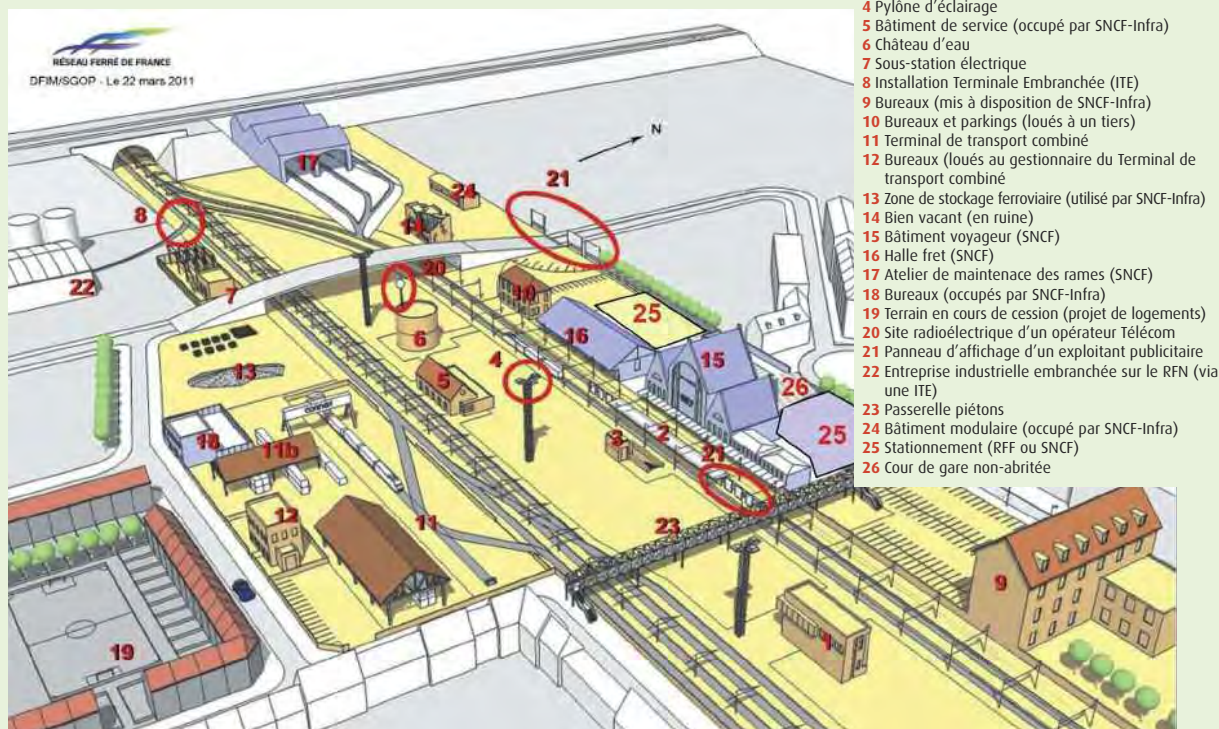 RÉSEAU FERRÉ DE FRANCE
DFIM/SGOP - Le 22 mars 2011
4 Pylône d'éclairage
5 Bâtiment de service (occupé par SNCF-Infra)
6 Château d'eau
7 Sous-station électrique
8 Installation Terminale Embranchée (ITE)
9 Bureaux (mis à disposition de SNCF-Infra)
10 Bureaux et parkings (loués à un tiers)
11 Terminal de transport combiné
12 Bureaux (loués au gestionnaire du Terminal de
transport combiné
13 Zone de stockage ferroviaire (utilisé par SNCF-Infra)
14 Bien vacant (en ruine)
15 Bâtiment voyageur (SNCF)
16 Halle fret (SNCF)
17 Atelier de maintenace des rames (SNCF)
18 Bureaux (occupés par SNCF-Infra)
19 Terrain en cours de cession (projet de logements)
20 Site radioélectrique d'un opérateur Télécom
21 Panneau d'affichage d'un exploitant publicitaire
22 Entreprise industrielle embranchée sur le RFN (via
une ITE)
23 Passerelle piétons
24 Bâtiment modulaire (occupé par SNCF-Infra)
25 Stationnement (RFF ou SNCF)
26 Cour de gare non-abritée
N
17
24
21
8
14
20
22
7
10
25
6
16
15
4
5
13
26
25
3
2
18
11b
21
12
11
23
9
1
19